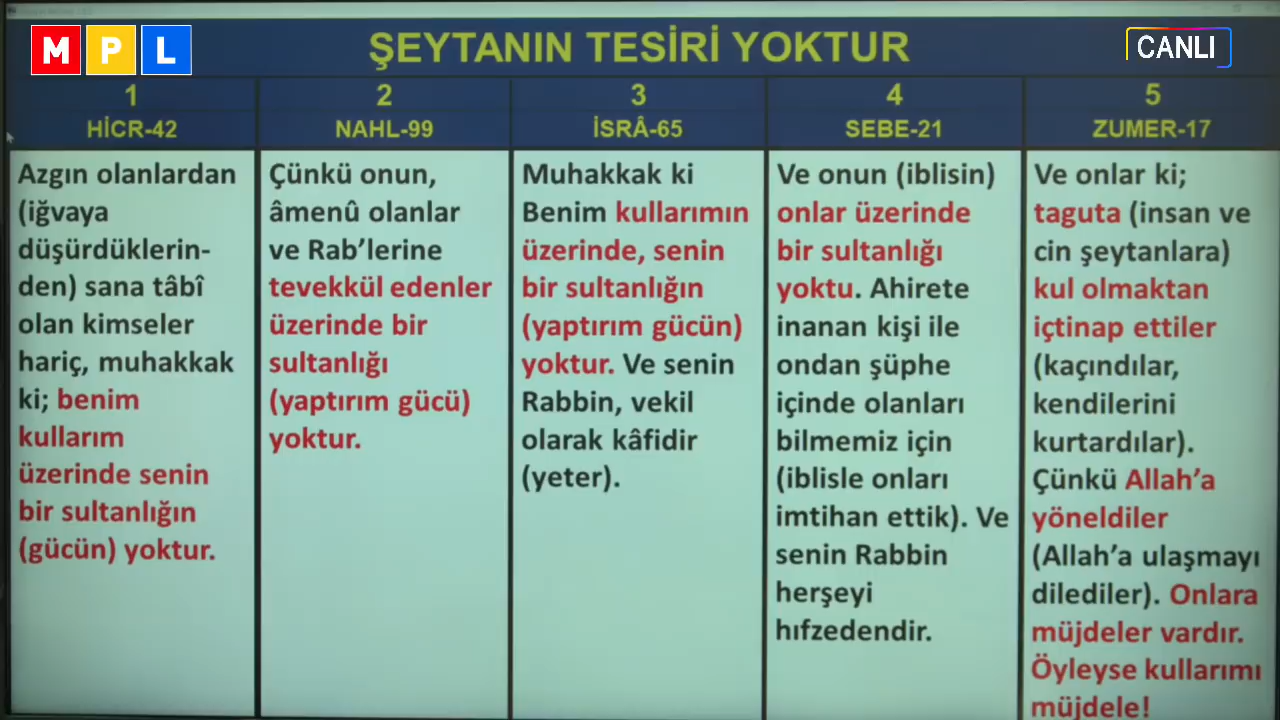 MPL
CANLI
ŞEYTANIN TESİRİ YOKTUR
1
HİCR-42
Azgın olanlardan
(iğvaya
düşürdüklerin-
den) sana tâbî
olan kimseler
hariç, muhakkak
ki; benim
kullarım
üzerinde senin
bir sultanlığın
(gücün) yoktur.
2
NAHL-99
Çünkü onun,
âmenû olanlar
ve Rab’lerine
tevekkül edenler
üzerinde bir
sultanlığı
(yaptırım gücü)
yoktur.
3
İSRÂ-65
Muhakkak ki
Benim kullarımın
üzerinde, senin
bir sultanlığın
(yaptırım gücün)
yoktur. Ve senin
Rabbin, vekil
olarak kâfidir
(yeter).
4
SEBE-21
Ve onun (iblisin)
onlar üzerinde
bir sultanlığı
yoktu. Ahirete
inanan kişi ile
ondan şüphe
içinde olanları
bilmemiz için
(iblisle onları
imtihan ettik). Ve
senin Rabbin
herşeyi
hıfzedendir.
5
ZUMER-17
Ve onlar ki;
taguta (insan ve
cin şeytanlara)
kul olmaktan
içtinap ettiler
(kaçındılar,
kendilerini
kurtardılar).
Çünkü Allah’a
yöneldiler
(Allah’a ulaşmayı
dilediler). Onlara
müjdeler vardır.
Öyleyse kullarımı
müjdele!